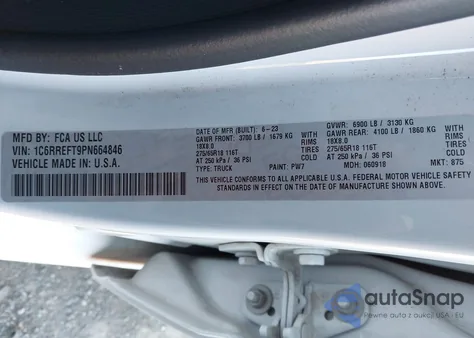 MFD BY: FCA US LLC
DATE OF MFR (BUILT): 6-23
GVWR: 6900 LB / 3130 KG
VIN: 1C6RREFT9PN664846
GAWR FRONT: 3700 LB / 1679 KG
GAWR REAR: 4100 LB / 1860 KG
VEHICLE MADE IN: U.S.A.
18X8.0 RIMS
18X8.0 RIMS
275/65R18 116T TIRES
275/65R18 116T TIRES
AT 250 kPa / 36 PSI
AT 250 kPa / 36 PSI
TYPE: TRUCK
PAINT: PW7
MDH: 060918
MKT: 875
THIS VEHICLE CONFORMS TO ALL APPLICABLE U.S.A. FEDERAL MOTOR VEHICLE SAFETY
STANDARDS IN EFFECT ON THE DATE OF MANUFACTURE SHOWN ABOVE.
autoSnap
Pewne auta z USA - EU